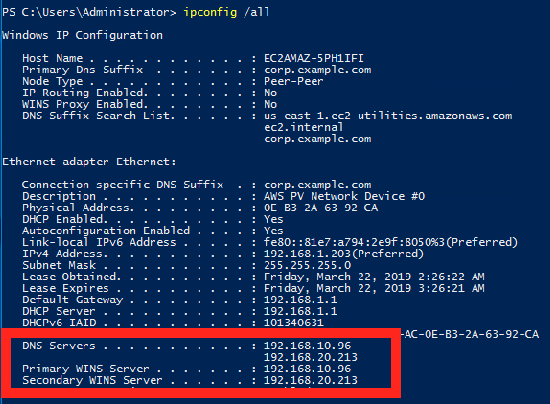 PS C:\Users\Administrator> ipconfig /all
Windows IP Configuration
Host Name . . . . . . . . . . . . : EC2AMAZ-5PH1IFI
Primary Dns Suffix . . . . . . . : corp.example.com
Node Type . . . . . . . . . . . . : Peer-Peer
IP Routing Enabled. . . . . . . . : No
WINS Proxy Enabled. . . . . . . . : No
DNS Suffix Search List. . . . . . : us-east-1.ec2-utilities.amazonaws.com
ec2.internal
corp.example.com
Ethernet adapter Ethernet:
Connection-specific DNS Suffix . : corp.example.com
Description . . . . . . . . . . . : AWS PV Network Device #0
Physical Address. . . . . . . . . : 0E-B3-2A-63-92-CA
DHCP Enabled. . . . . . . . . . . : Yes
Autoconfiguration Enabled . . . . : Yes
Link-local IPv6 Address . . . . . : fe80::81e7:a794:2e9f:8050%3(Preferred)
IPv4 Address. . . . . . . . . . . : 192.168.1.203(Preferred)
Subnet Mask . . . . . . . . . . . : 255.255.255.0
Lease Obtained. . . . . . . . . . : Friday, March 22, 2019 2:26:22 AM
Lease Expires . . . . . . . . . . : Friday, March 22, 2019 3:26:21 AM
Default Gateway . . . . . . . . . : 192.168.1.1
DHCP Server . . . . . . . . . . . : 192.168.1.1
DHCPv6 IAID . . . . . . . . . . . : 101340631
-AC-0E-B3-2A-63-92-CA
DNS Servers . . . . . . . . . . . : 192.168.10.96
192.168.20.213
Primary WINS Server . . . . . . . : 192.168.10.96
Secondary WINS Server . . . . . . : 192.168.20.213